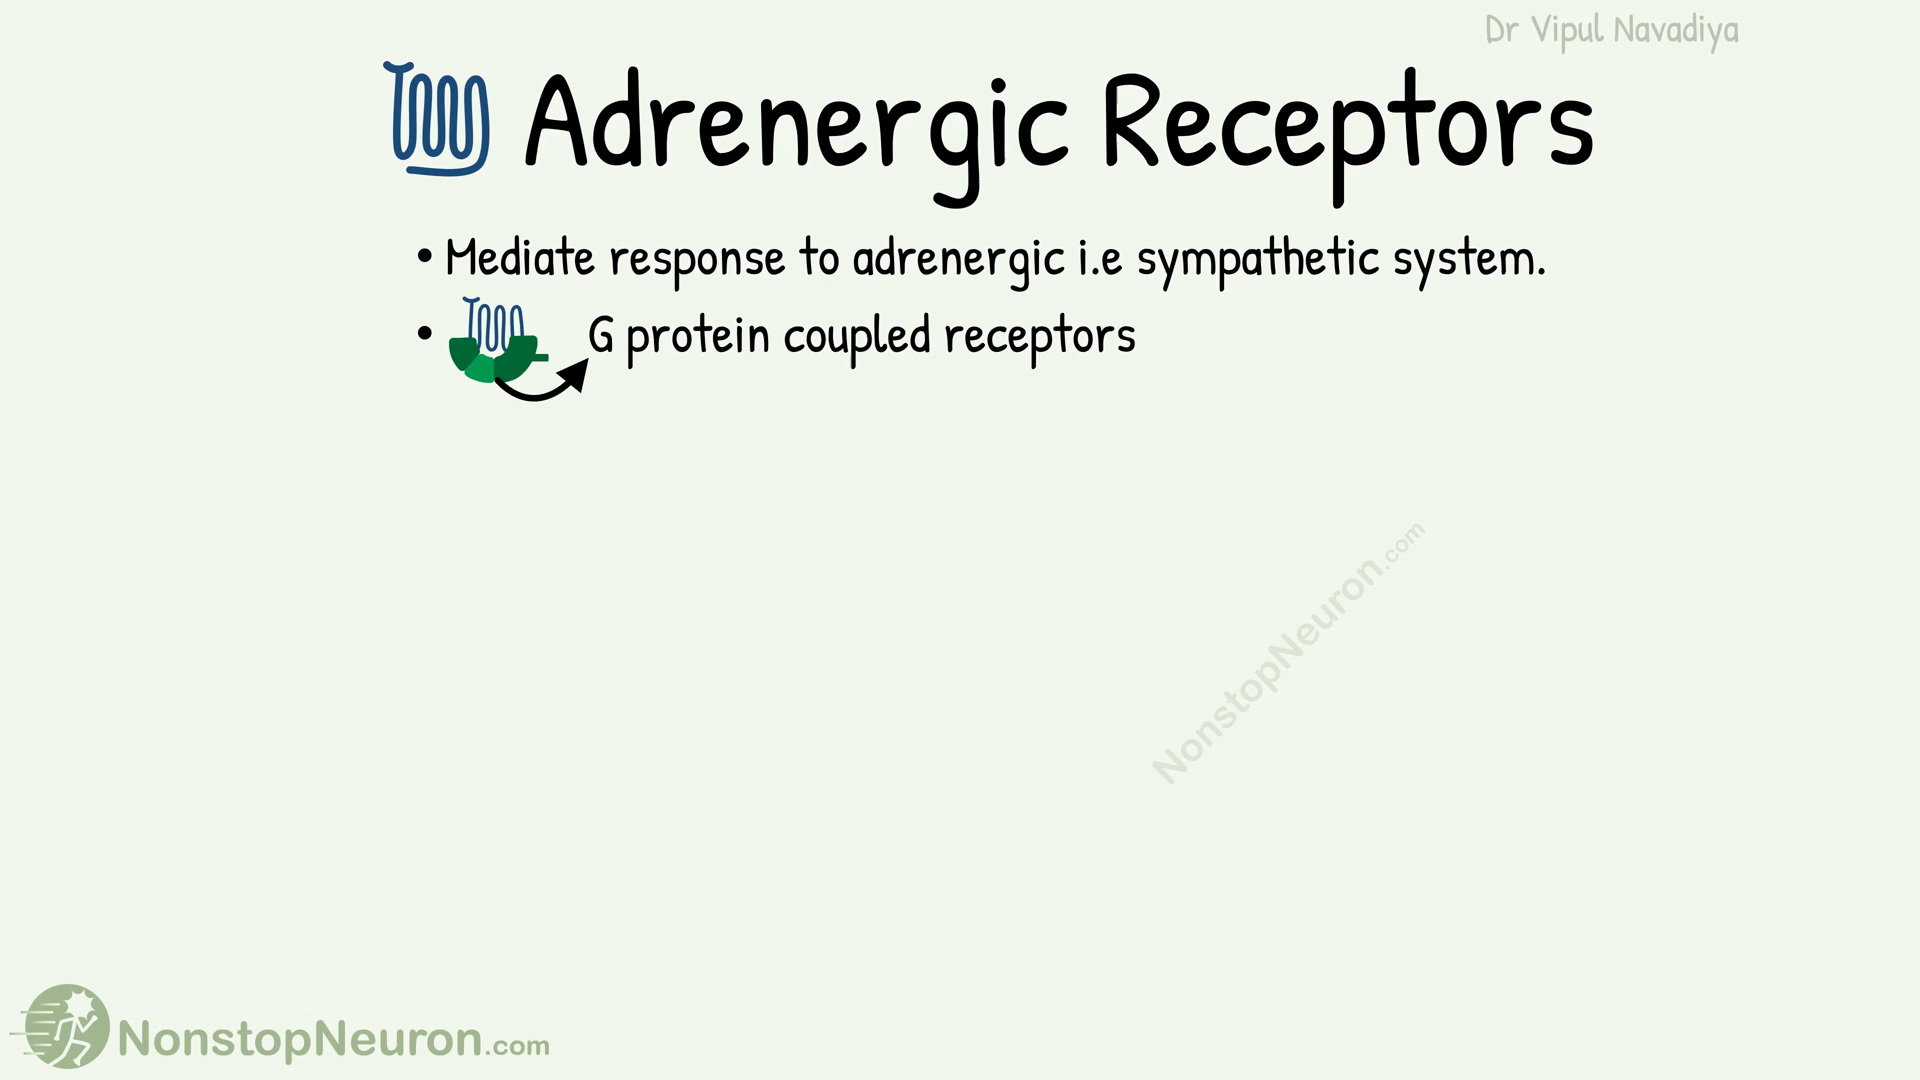 Dr Vipul Navadiya
Adrenergic Receptors
• Mediate response to adrenergic i.e sympathetic system.
• G protein coupled receptors
NonstopNeuron.com
NonstopNeuron.com